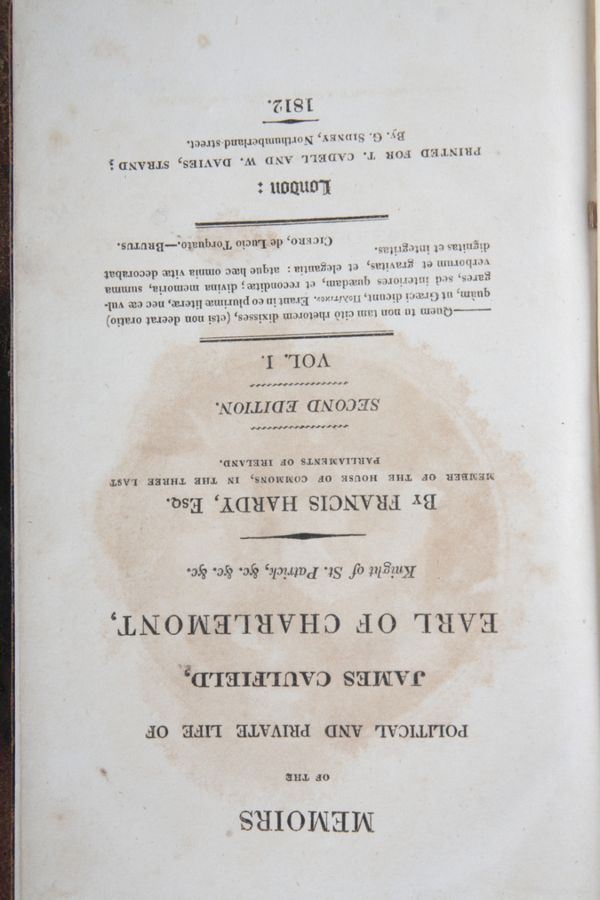 MEMOIRS
OF THE
POLITICAL AND PRIVATE LIFE OF
JAMES CAULFIELD,
EARL OF CHARLEMONT,
Knight of St. Patrick, &c. &c. &c.
By FRANCIS HARDY, Esq.
MEMBER OF THE HOUSE OF COMMONS, IN THE THREE LAST
PARLIAMENTS OF IRELAND.
SECOND EDITION.
VOL. I.
——Quem tu non tam citò rhetorem dixisses, (etsi non deerat oratio)
quàm, ut Græci dicunt, Πολιτικον. Erant in eo plurimæ literæ, nec eæ vul-
gares, sed interiores quædam, et reconditæ; divina memoria, summa
verborum et gravitas, et elegantia: atque hæc omnia vitæ decorabat
dignitas et integritas.
CICERO, de Lucio Torquato.—BRUTUS.
London:
PRINTED FOR T. CADELL AND W. DAVIES, STRAND;
By. G. SIDNEY, Northumberland-street.
1812.